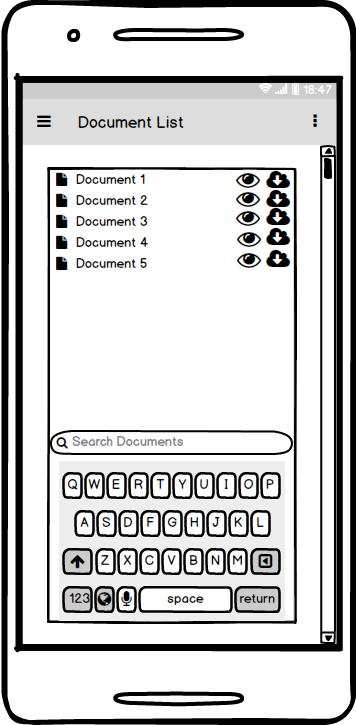 18:47
Document List
Document 1
Document 2
Document 3
Document 4
Document 5
Search Documents
Q W E R T Y U I O P
A S D F G H J K L
Z X C V B N M
123 space return